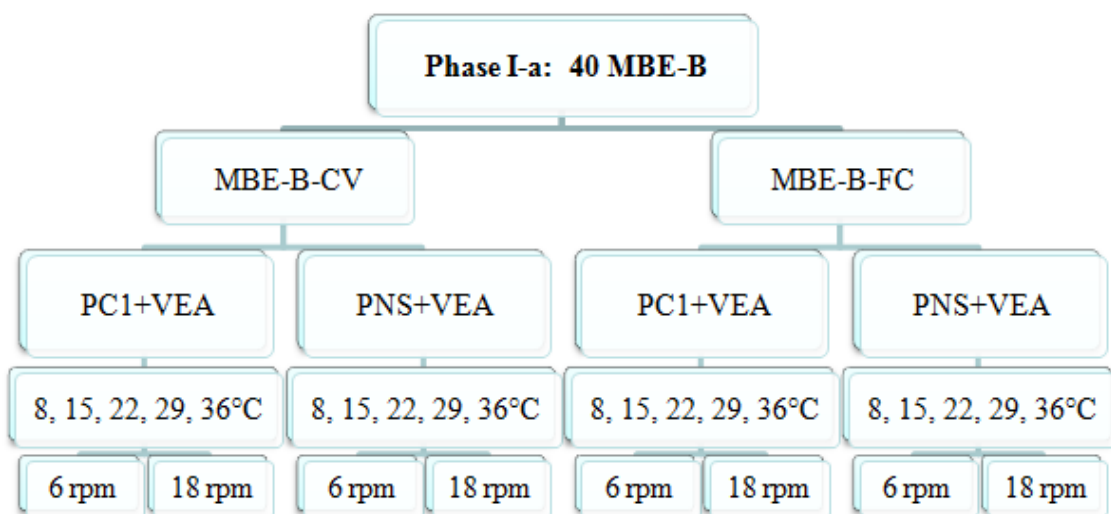 Phase I-a: 40 MBE-B
MBE-B-CV
MBE-B-FC
PC1+VEA
PNS+VEA
PC1+VEA
PNS+VEA
8, 15, 22, 29, 36°C
8, 15, 22, 29, 36°C
8, 15, 22, 29, 36°C
8, 15, 22, 29, 36°C
6 rpm
18 rpm
6 rpm
18 rpm
6 rpm
18 rpm
6 rpm
18 rpm